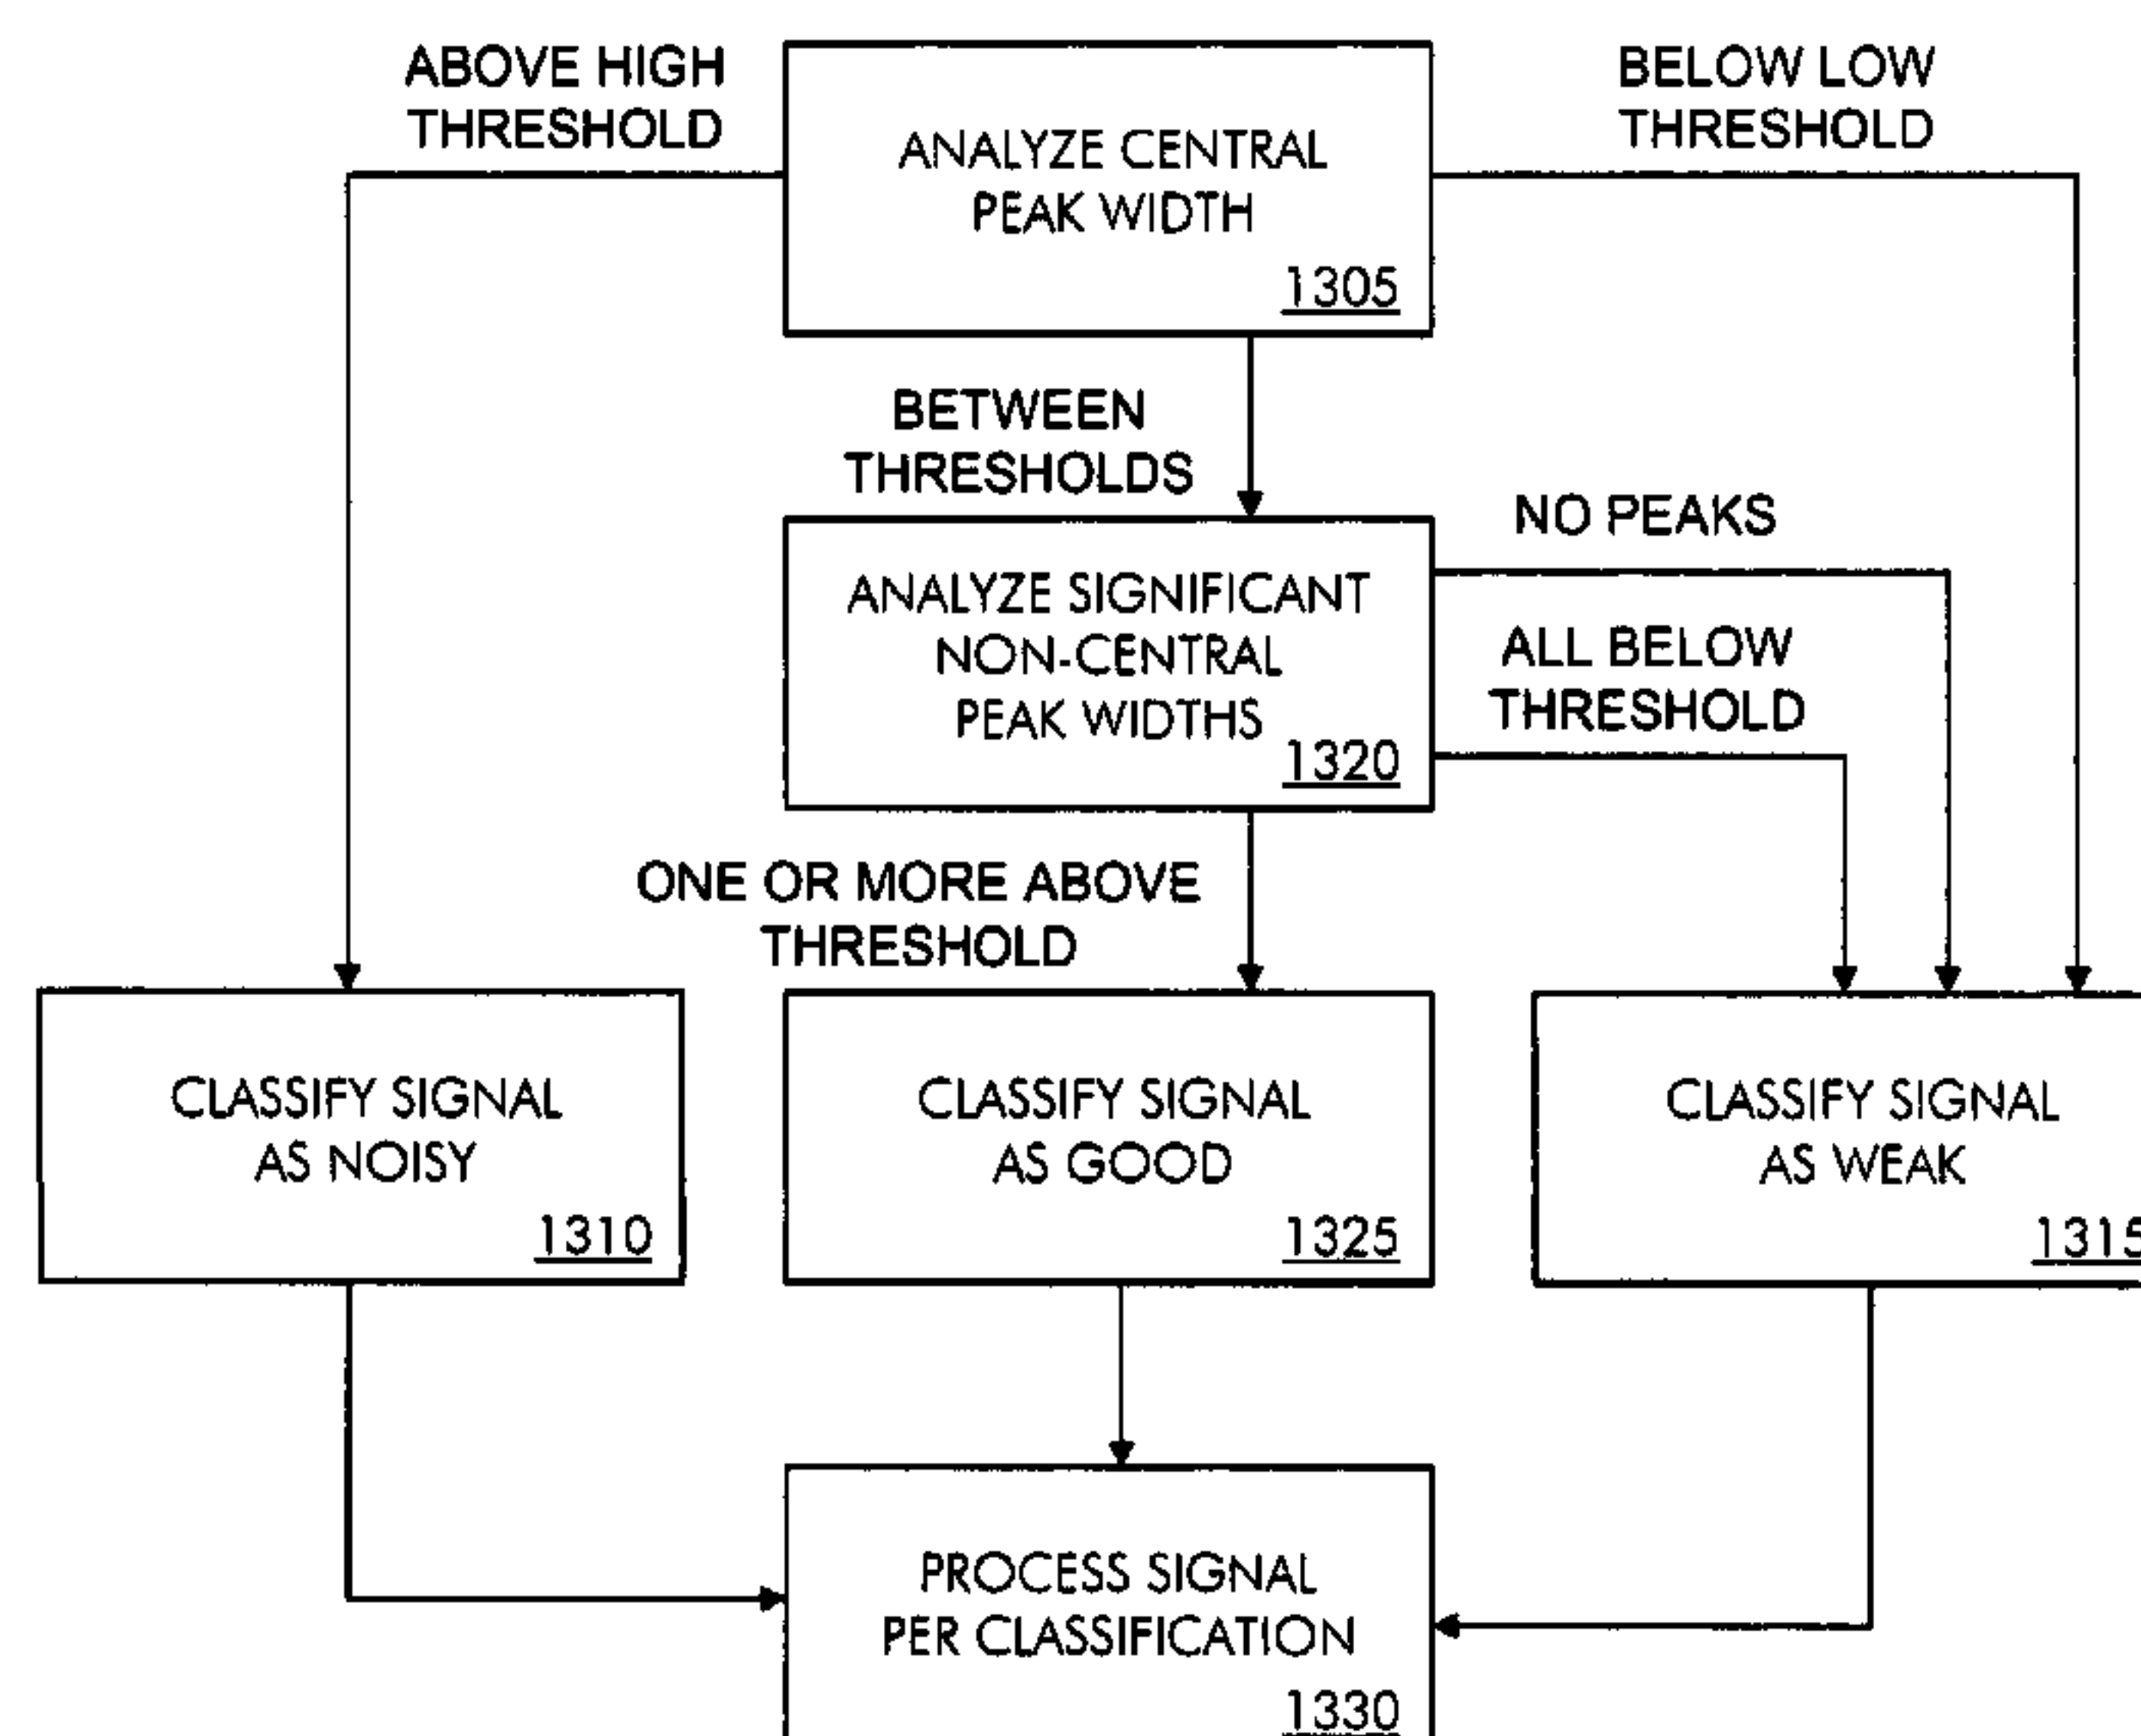 ABOVE HIGH
THRESHOLD
ANALYZE CENTRAL
PEAK WIDTH
1305
BELOW LOW
THRESHOLD
BETWEEN
THRESHOLDS
ANALYZE SIGNIFICANT
NON-CENTRAL
PEAK WIDTHS
1320
NO PEAKS
ALL BELOW
THRESHOLD
ONE OR MORE ABOVE
THRESHOLD
CLASSIFY SIGNAL
AS NOISY
1310
CLASSIFY SIGNAL
AS GOOD
1325
CLASSIFY SIGNAL
AS WEAK
1315
PROCESS SIGNAL
PER CLASSIFICATION
1330